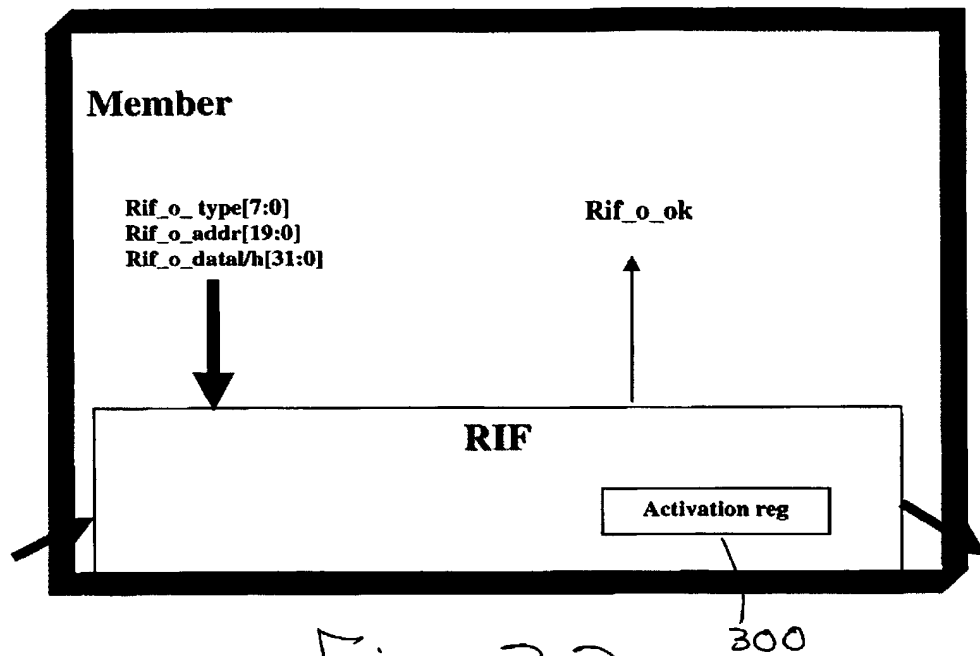 Member
Rif_o_ type[7:0]
Rif_o_addr[19:0]
Rif_o_datal/h[31:0]
Rif_o_ok
RIF
Activation reg
300